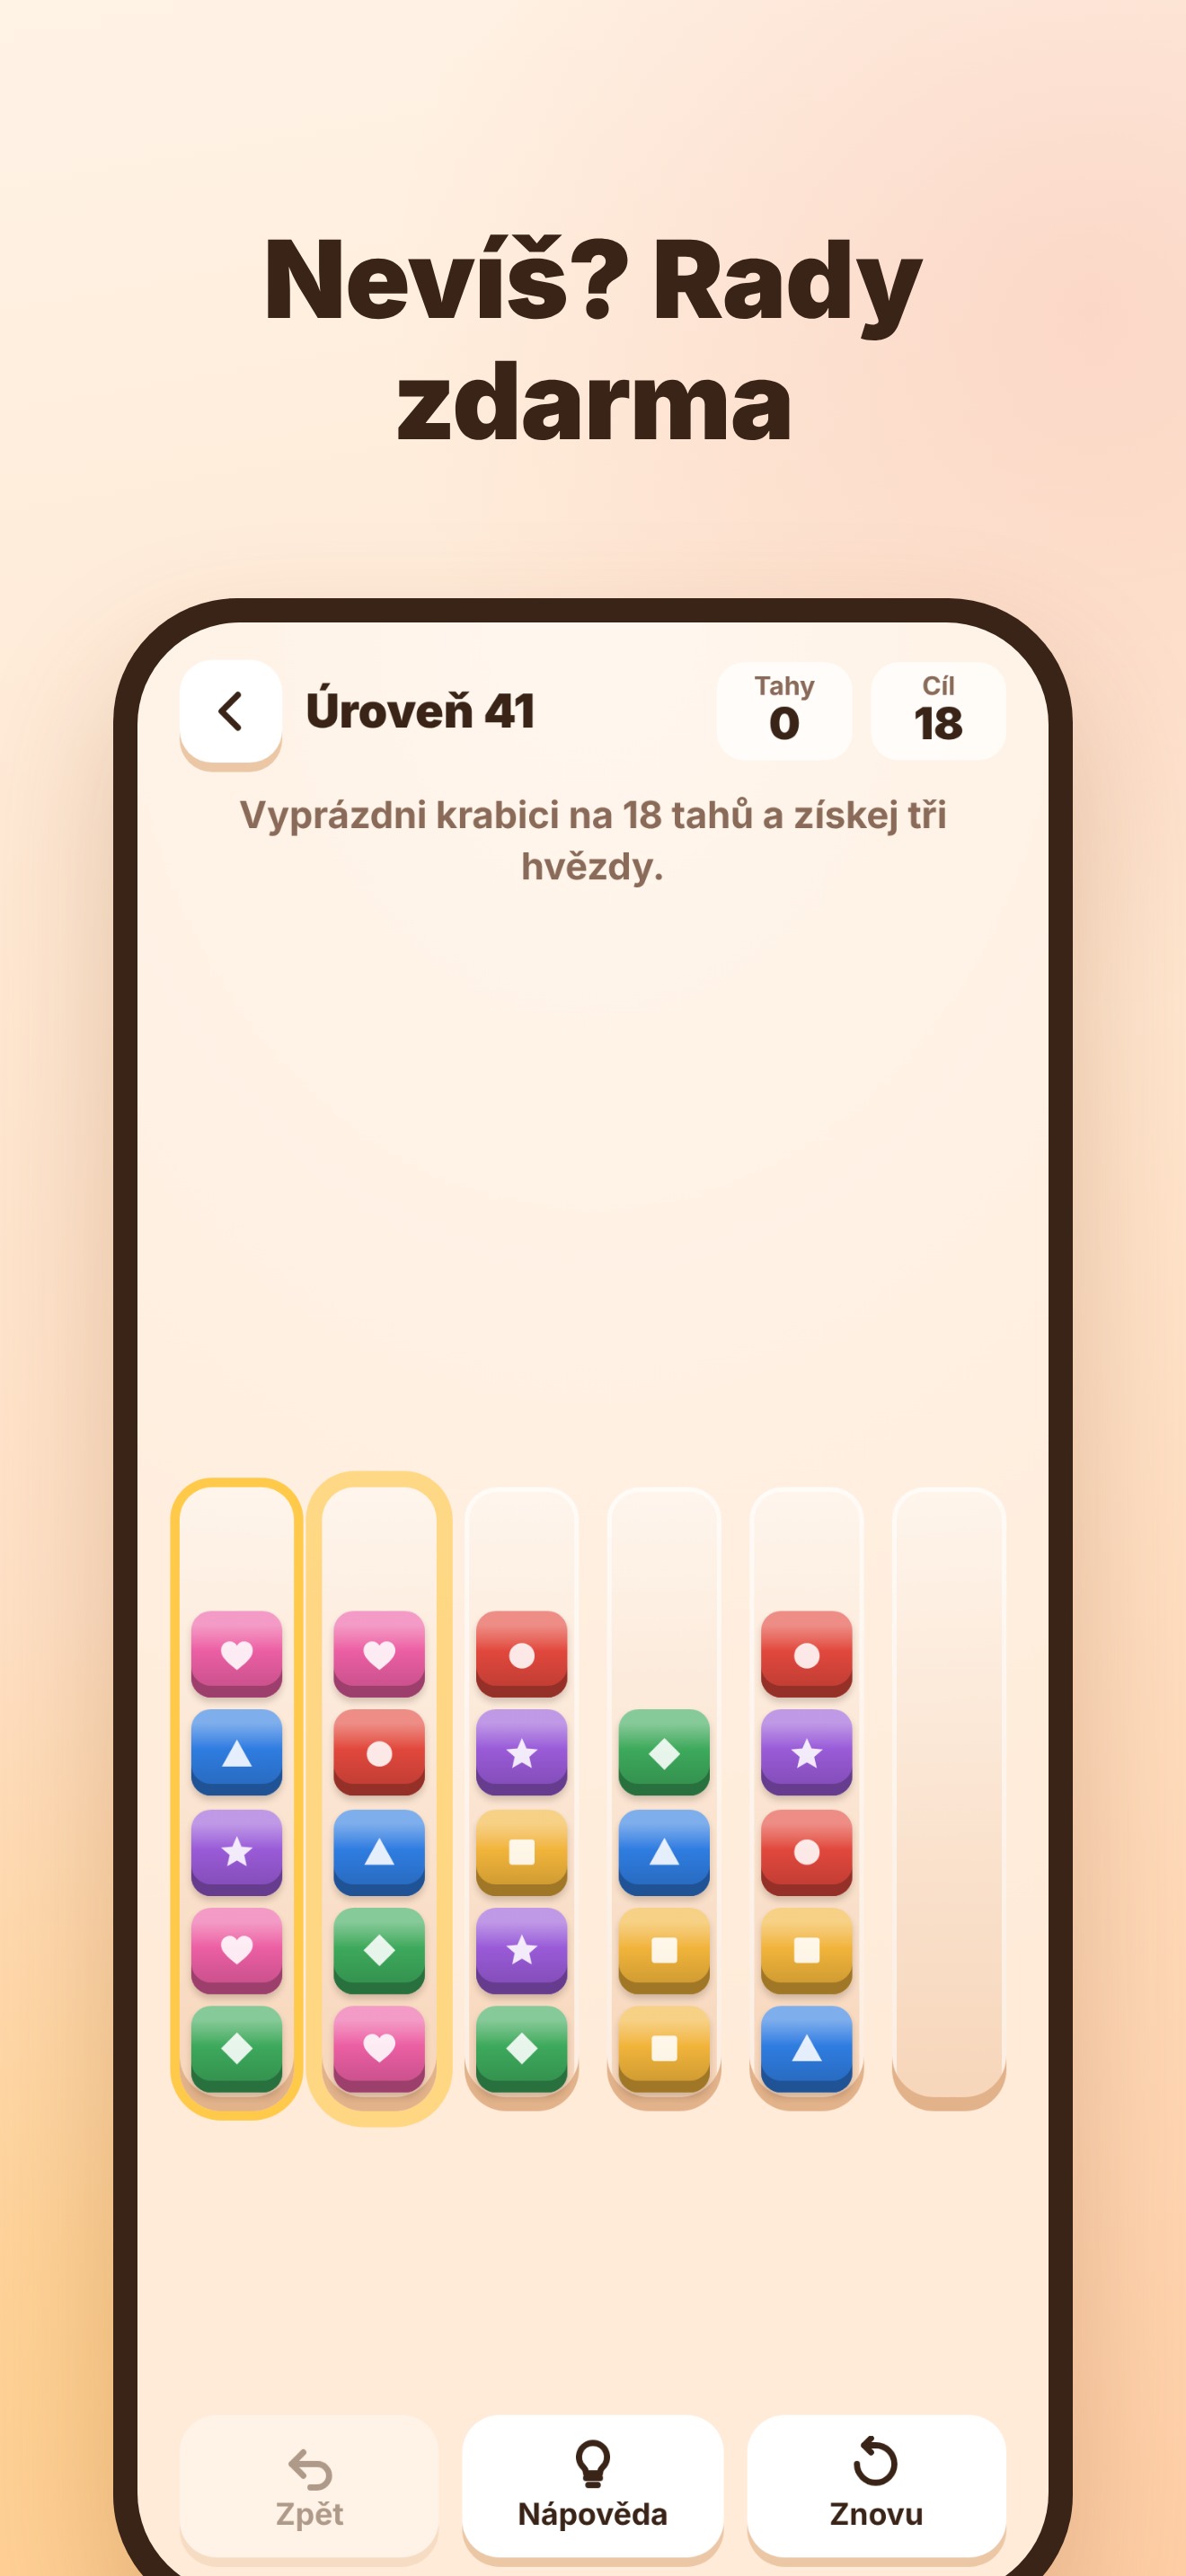 Nevíš? Rady
zdarma
Úroveň 41
Tahy
0
Cíl
18
Vyprázdni krabici na 18 tahů a získej tři
hvězdy.
Zpět
Nápověda
Znovu